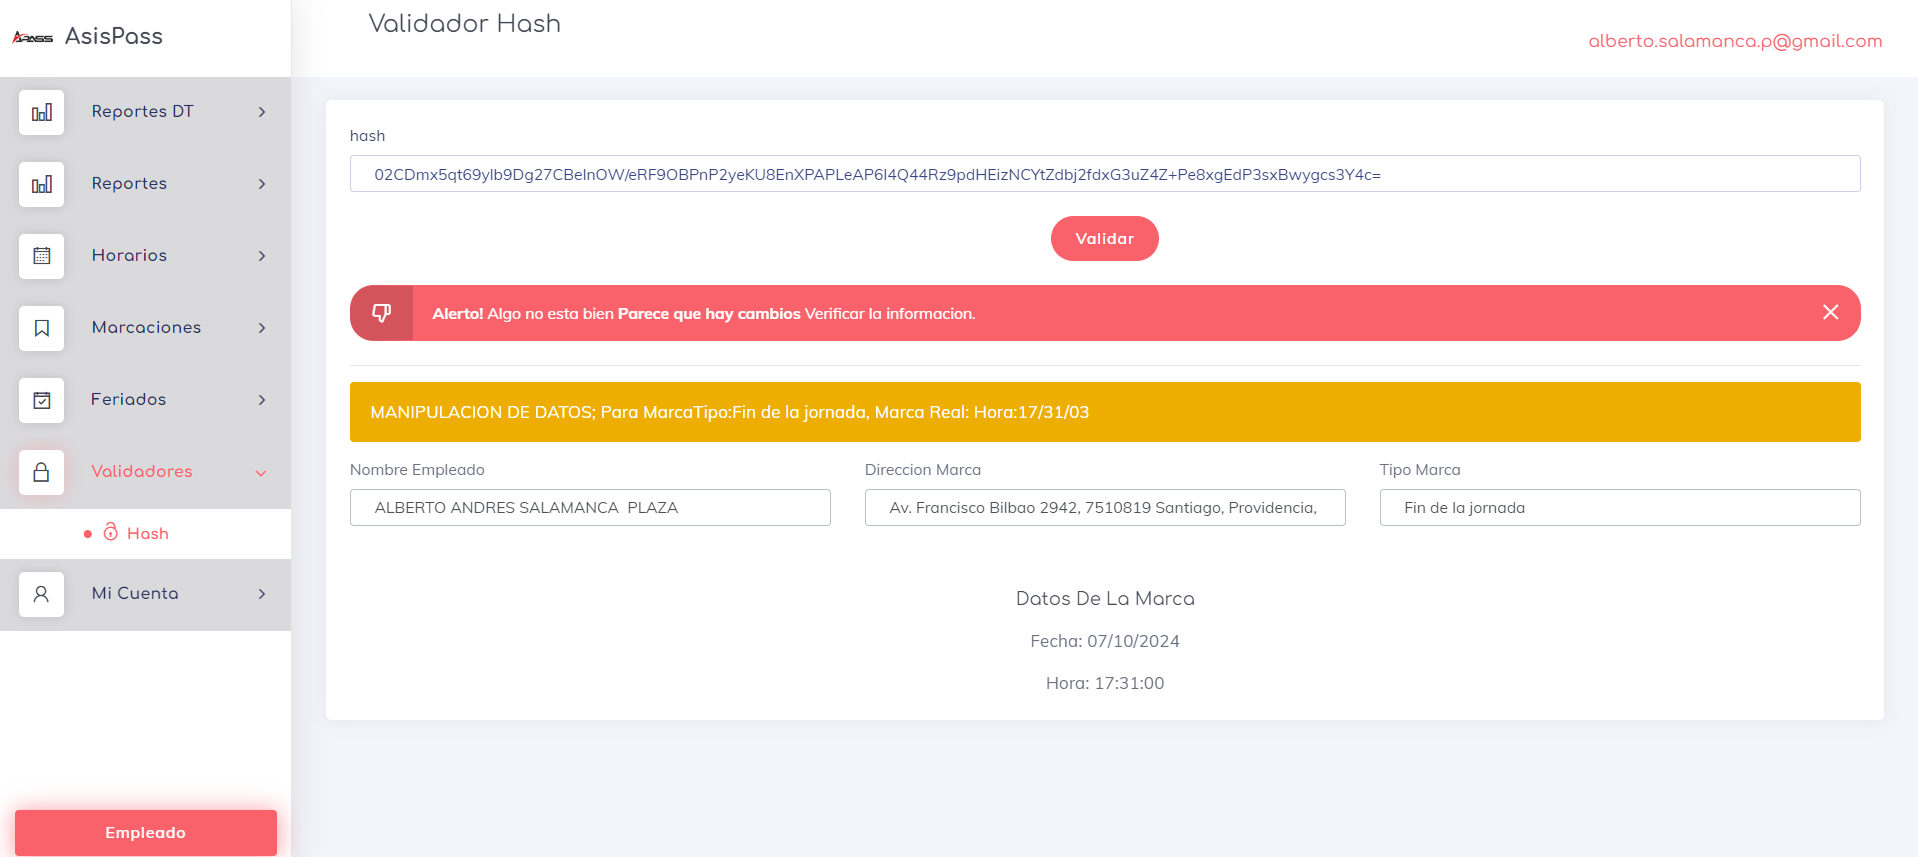 APASS AsisPass
Validador Hash
alberto.salamanca.p@gmail.com
Reportes DT
Reportes
Horarios
Marcaciones
Feriados
Validadores
Hash
Mi Cuenta
Empleado
hash
02CDmx5qt69ylb9Dg27CBeInOW/eRF9OBPnP2yeKU8EnXPAPLeAP6I4Q44Rz9pdHEizNCYtZdbj2fdxG3uZ4Z+Pe8xgEdP3sxBwygcs3Y4c=
Validar
Alerto! Algo no esta bien Parece que hay cambios Verificar la informacion.
MANIPULACION DE DATOS; Para MarcaTipo:Fin de la jornada, Marca Real: Hora:17/31/03
Nombre Empleado
ALBERTO ANDRES SALAMANCA  PLAZA
Direccion Marca
Av. Francisco Bilbao 2942, 7510819 Santiago, Providencia,
Tipo Marca
Fin de la jornada
Datos De La Marca
Fecha: 07/10/2024
Hora: 17:31:00